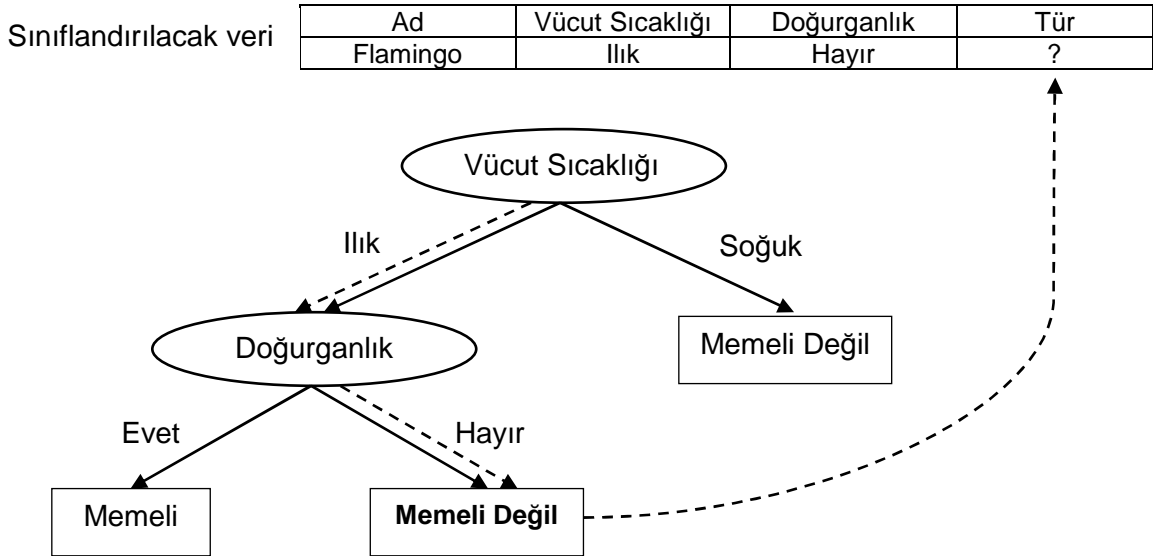 Sınıflandırılacak veri
Ad Vücut Sıcaklığı Doğurganlık Tür
Flamingo Ilık Hayır ?
Vücut Sıcaklığı
Ilık Soğuk
Doğurganlık Memeli Değil
Evet Hayır
Memeli Memeli Değil